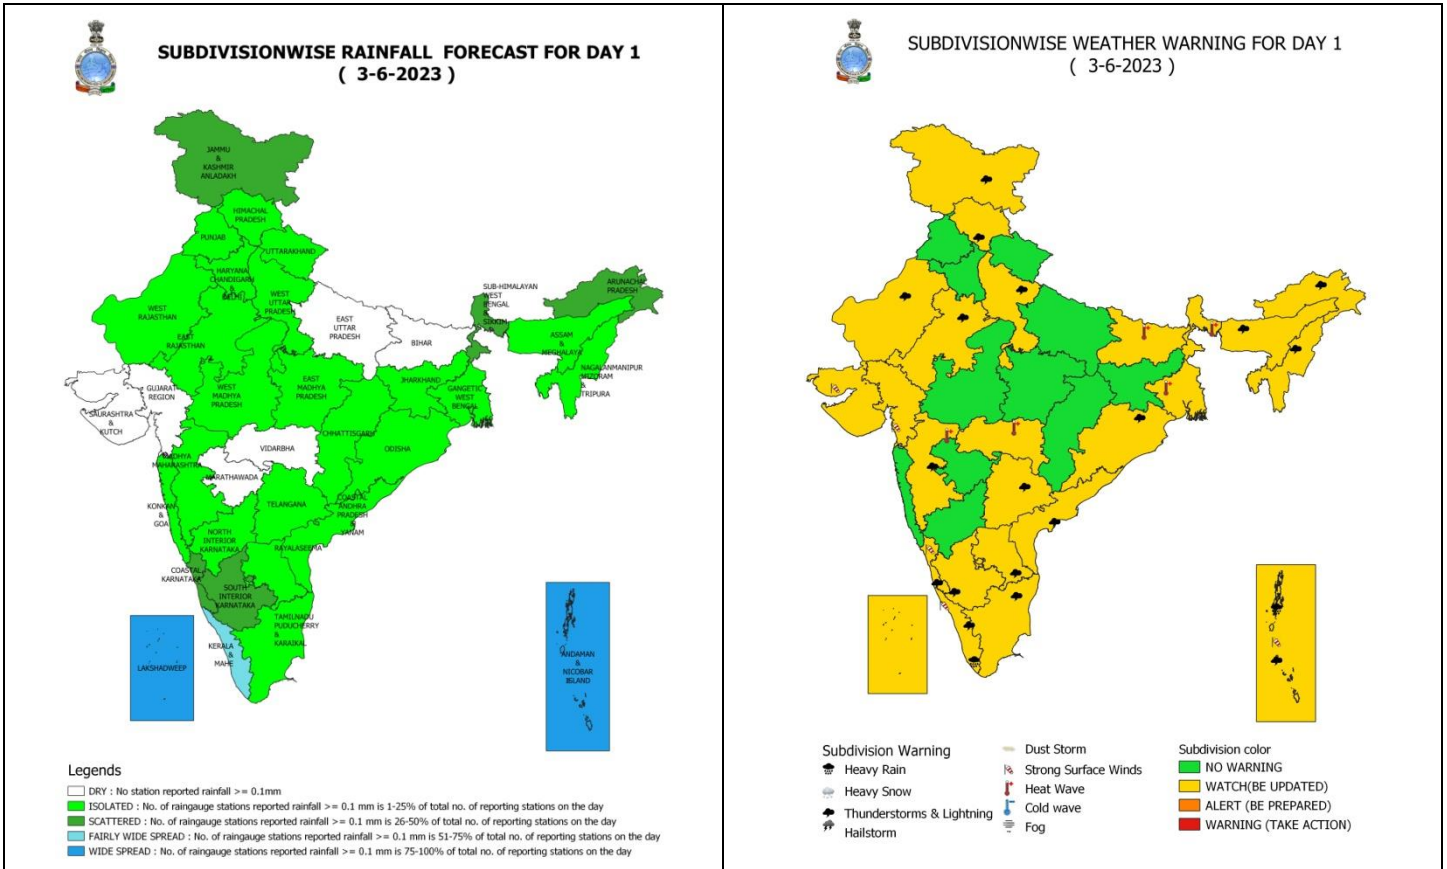 SUBDIVISIONWISE RAINFALL FORECAST FOR DAY 1
( 3-6-2023 )
JAMMU
&
KASHMIR
ANLADAKH
HIMACHAL
PRADESH
PUNJAB
UTTARAKHAND
HARYANA
CHANDIGARH
&
DELHI
WEST
UTTAR
PRADESH
WEST
RAJASTHAN
EAST
RAJASTHAN
EAST
UTTAR
PRADESH
BIHAR
SUB-HIMALAYAN
WEST
BENGAL
&
SIKKIM
ARUNACHAL
PRADESH
ASSAM
&
MEGHALAYA
NAGALANMANIPUR
MIZORAM
&
TRIPURA
GUJARAT
REGION
SAURASHTRA
&
KUTCH
WEST
MADHYA
PRADESH
EAST
MADHYA
PRADESH
JHARKHAND
GANGETIC
WEST
BENGAL
CHHATTISGARH
ODISHA
VIDARBHA
MADHYA
MAHARASHTRA
MARATHAWADA
KONKAN
&
GOA
TELANGANA
COASTAL
ANDHRA
PRADESH
&
YANAM
NORTH
INTERIOR
KARNATAKA
RAYALASEEMA
COASTAL
KARNATAKA
SOUTH
INTERIOR
KARNATAKA
TAMILNADU
PUDUCHERRY
&
KARAIKAL
KERALA
&
MAHE
LAKSHADWEEP
ANDAMAN
&
NICOBAR
ISLAND
Legends
DRY : No station reported rainfall >= 0.1mm
ISOLATED : No. of raingauge stations reported rainfall >= 0.1 mm is 1-25% of total no. of reporting stations on the day
SCATTERED : No. of raingauge stations reported rainfall >= 0.1 mm is 26-50% of total no. of reporting stations on the day
FAIRLY WIDE SPREAD : No. of raingauge stations reported rainfall >= 0.1 mm is 51-75% of total no. of reporting stations on the day
WIDE SPREAD : No. of raingauge stations reported rainfall >= 0.1 mm is 75-100% of total no. of reporting stations on the day
SUBDIVISIONWISE WEATHER WARNING FOR DAY 1
( 3-6-2023 )
Subdivision Warning
Heavy Rain
Heavy Snow
Thunderstorms & Lightning
Hailstorm
Dust Storm
Strong Surface Winds
Heat Wave
Cold wave
Fog
Subdivision color
NO WARNING
WATCH(BE UPDATED)
ALERT (BE PREPARED)
WARNING (TAKE ACTION)